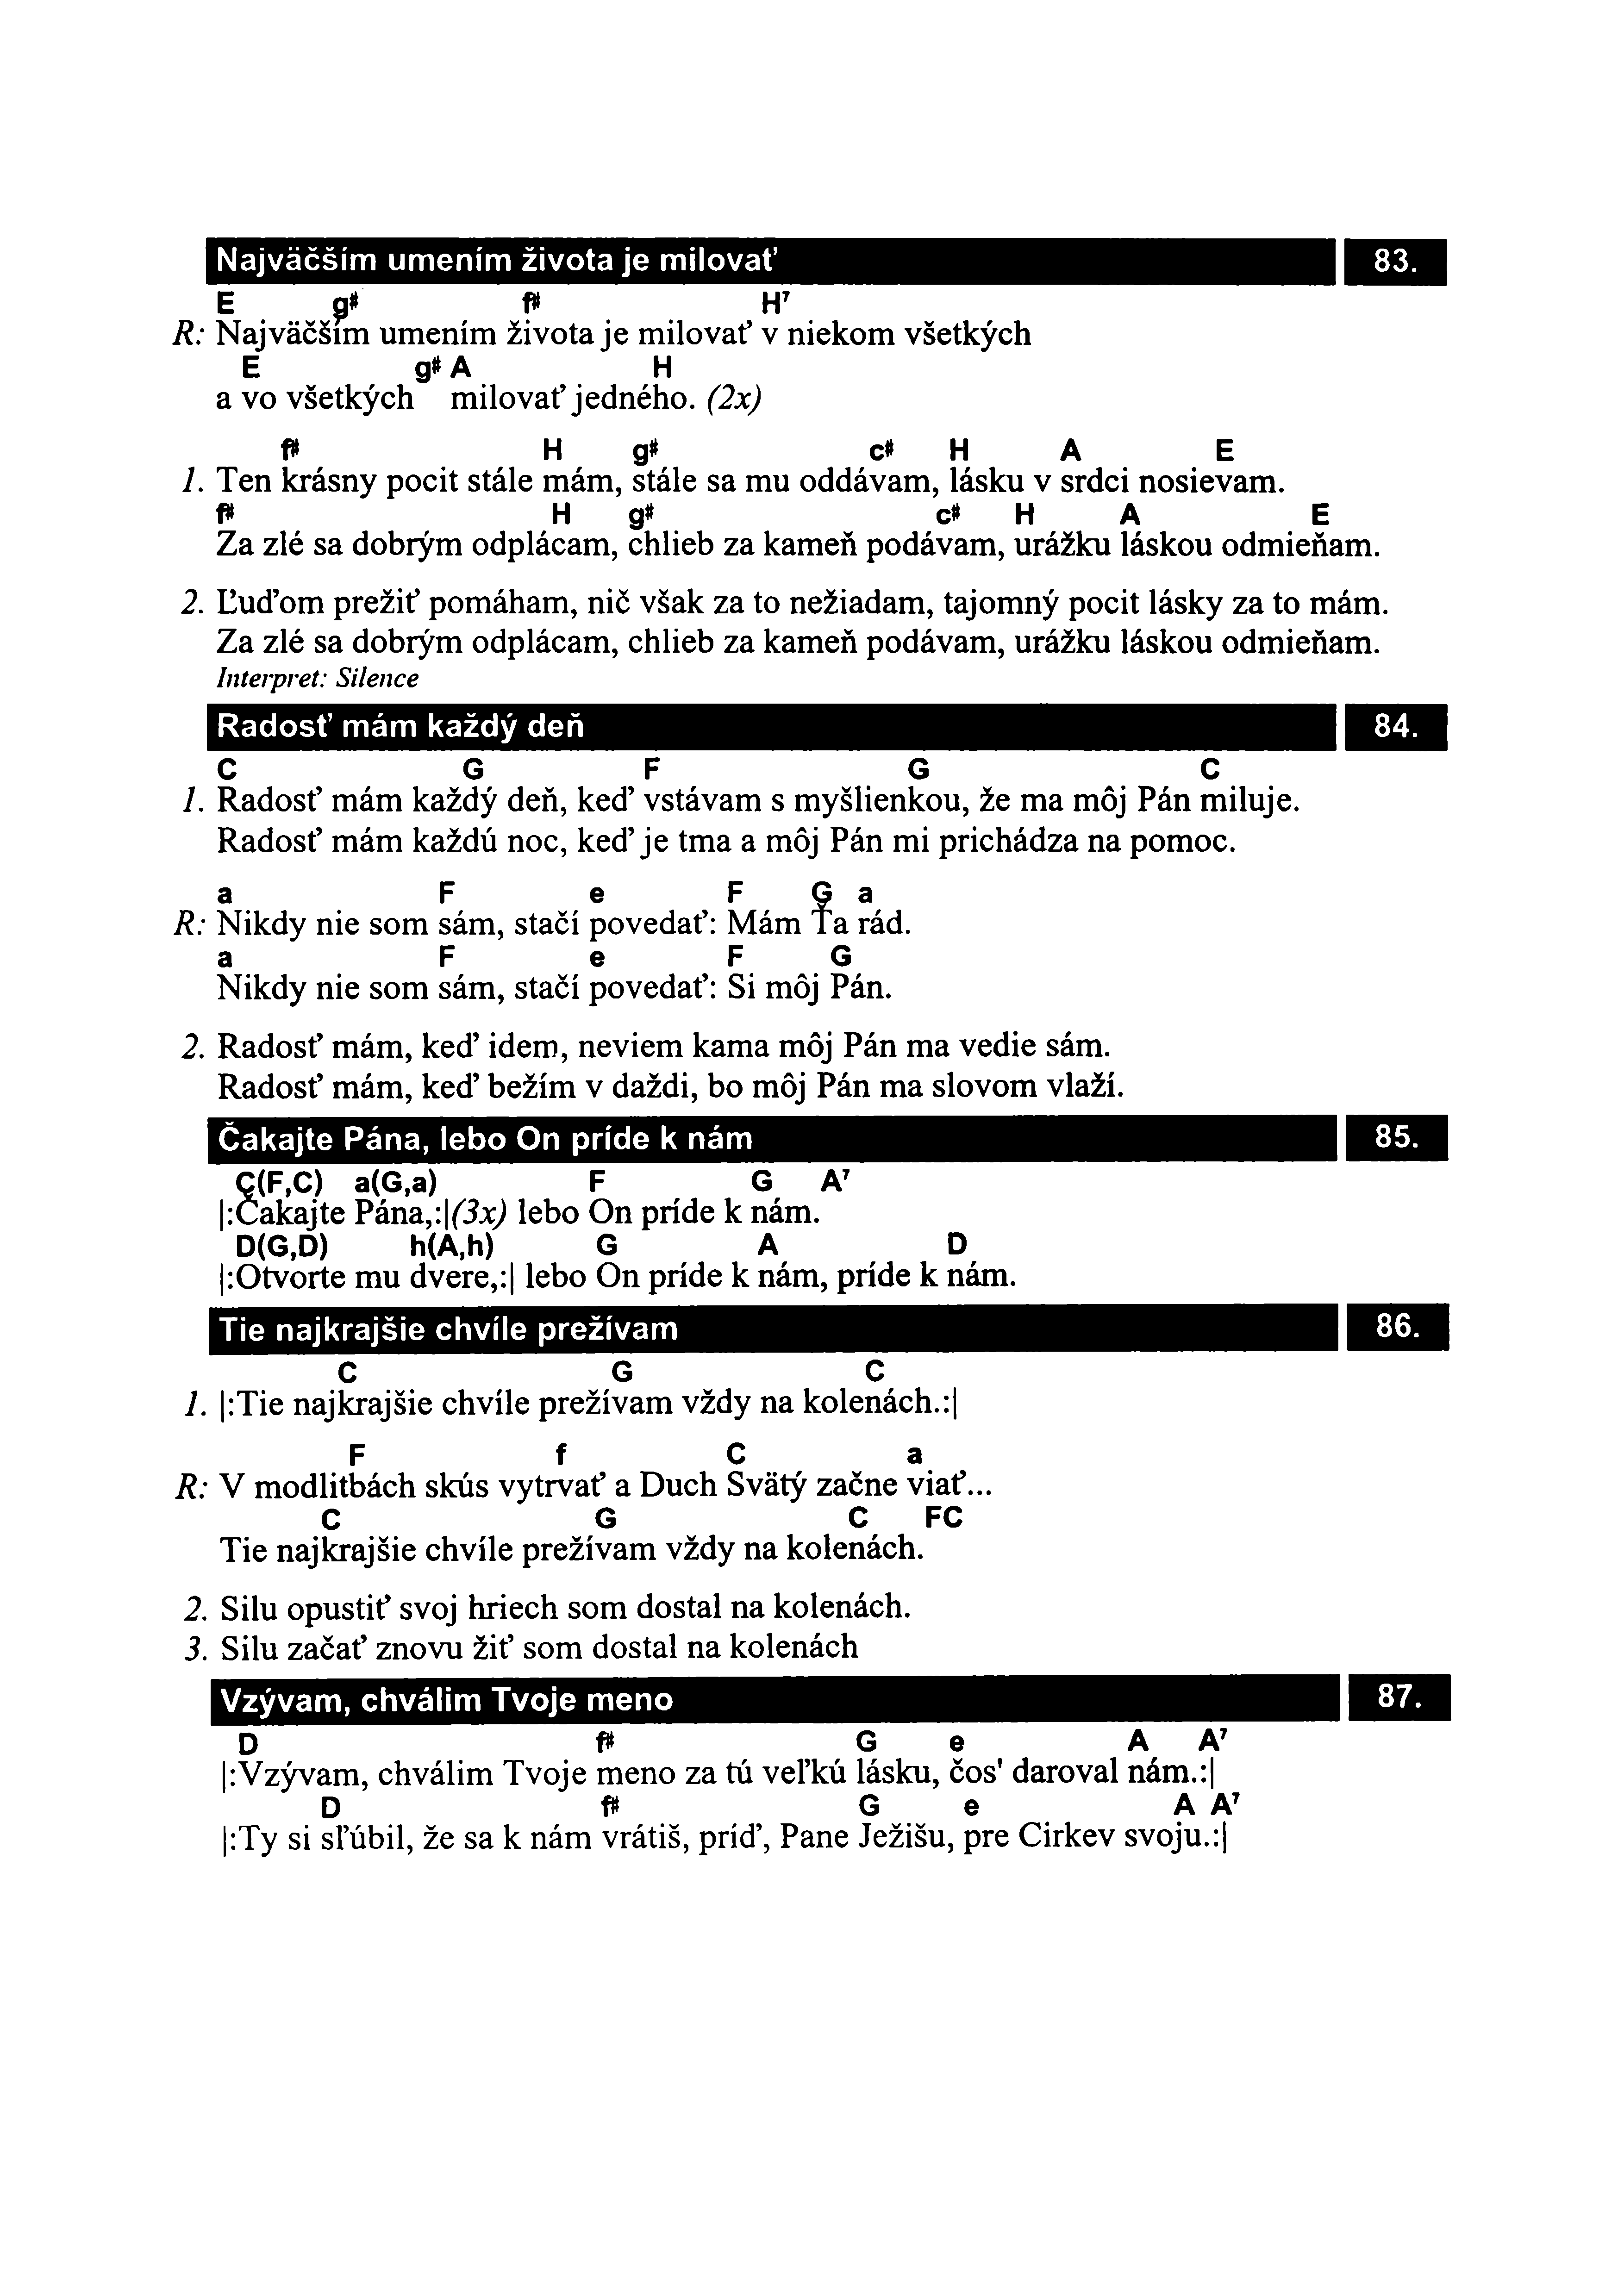 Najväčším umením života je milovať 83.
E g# f# H⁷
R: Najväčším umením života je milovať v niekom všetkých
E g# A H
a vo všetkých milovať jedného. (2x)
f# H g# c# H A E
1. Ten krásny pocit stále mám, stále sa mu oddávam, lásku v srdci nosievam.
f# H g# c# H A E
Za zlé sa dobrým odplácam, chlieb za kameň podávam, urážku láskou odmieňam.
2. Ľuďom prežiť pomáham, nič však za to nežiadam, tajomný pocit lásky za to mám.
Za zlé sa dobrým odplácam, chlieb za kameň podávam, urážku láskou odmieňam.
Interpret: Silence
Radosť mám každý deň 84.
C G F G C
1. Radosť mám každý deň, keď vstávam s myšlienkou, že ma môj Pán miluje.
Radosť mám každú noc, keď je tma a môj Pán mi prichádza na pomoc.
a F e F G a
R: Nikdy nie som sám, stačí povedať: Mám Ťa rád.
a F e F G
Nikdy nie som sám, stačí povedať: Si môj Pán.
2. Radosť mám, keď idem, neviem kama môj Pán ma vedie sám.
Radosť mám, keď bežím v daždi, bo môj Pán ma slovom vlaží.
Čakajte Pána, lebo On príde k nám 85.
C(F,C) a(G,a) F G A⁷
|:Čakajte Pána,:|(3x) lebo On príde k nám.
D(G,D) h(A,h) G A D
|:Otvorte mu dvere,:| lebo On príde k nám, príde k nám.
Tie najkrajšie chvíle prežívam 86.
C G C
1. |:Tie najkrajšie chvíle prežívam vždy na kolenách.:|
F f C a
R: V modlitbách skús vytrvať a Duch Svätý začne viať...
C G C FC
Tie najkrajšie chvíle prežívam vždy na kolenách.
2. Silu opustiť svoj hriech som dostal na kolenách.
3. Silu začať znovu žiť som dostal na kolenách
Vzývam, chválim Tvoje meno 87.
D f# G e A A⁷
|:Vzývam, chválim Tvoje meno za tú veľkú lásku, čos' daroval nám.:|
D f# G e A A⁷
|:Ty si sľúbil, že sa k nám vrátiš, príď, Pane Ježišu, pre Cirkev svoju.:|